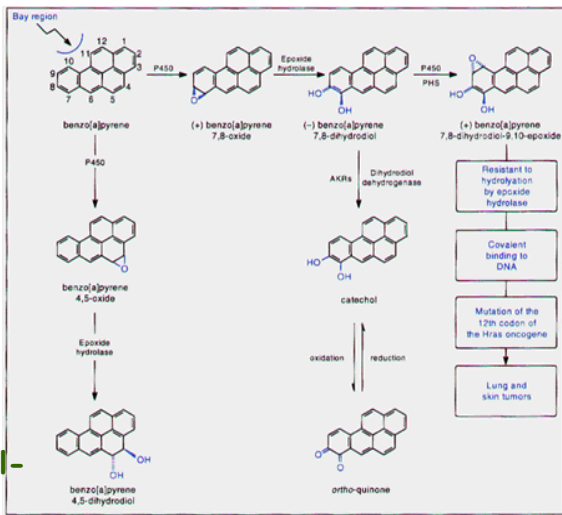 Bay region
12
1
11
2
10
3
9
8
4
7
6
5
P450
Epoxide
hydrolase
P450
PHS
O
HO
OH
O
HO
OH
benzo[a]pyrene
(+) benzo[a]pyrene
7,8-oxide
(–) benzo[a]pyrene
7,8-dihydrodiol
(+) benzo[a]pyrene
7,8-dihydrodiol-9,10-epoxide
P450
AKRs
Dihydrodiol
dehydrogenase
Resistant to
hydrolyation
by epoxide
hydrolase
O
HO
OH
Covalent
binding to
DNA
benzo[a]pyrene
4,5-oxide
catechol
Mutation of the
12th codon of
the Hras oncogene
Epoxide
hydrolase
oxidation
reduction
Lung and
skin tumors
OH
OH
O
O
benzo[a]pyrene
4,5-dihydrodiol
ortho-quinone